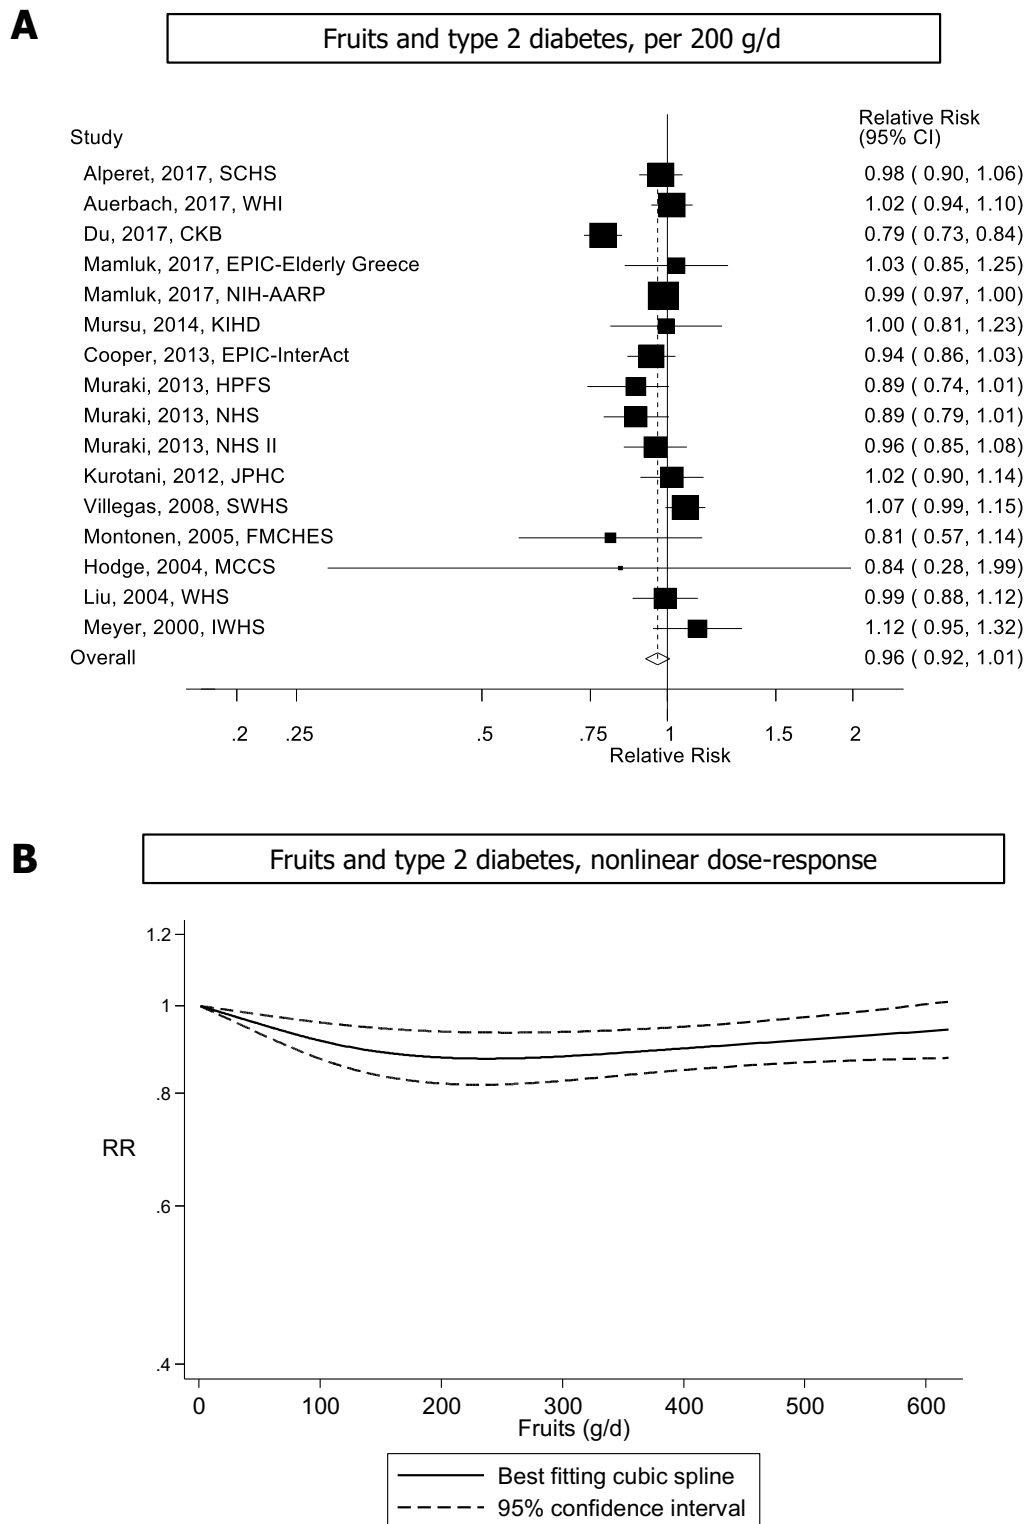 A
Fruits and type 2 diabetes, per 200 g/d
Study
Relative Risk
(95% CI)
Alperet, 2017, SCHS 0.98 ( 0.90, 1.06)
Auerbach, 2017, WHI 1.02 ( 0.94, 1.10)
Du, 2017, CKB 0.79 ( 0.73, 0.84)
Mamluk, 2017, EPIC-Elderly Greece 1.03 ( 0.85, 1.25)
Mamluk, 2017, NIH-AARP 0.99 ( 0.97, 1.00)
Mursu, 2014, KIHD 1.00 ( 0.81, 1.23)
Cooper, 2013, EPIC-InterAct 0.94 ( 0.86, 1.03)
Muraki, 2013, HPFS 0.89 ( 0.74, 1.01)
Muraki, 2013, NHS 0.89 ( 0.79, 1.01)
Muraki, 2013, NHS II 0.96 ( 0.85, 1.08)
Kurotani, 2012, JPHC 1.02 ( 0.90, 1.14)
Villegas, 2008, SWHS 1.07 ( 0.99, 1.15)
Montonen, 2005, FMCHES 0.81 ( 0.57, 1.14)
Hodge, 2004, MCCS 0.84 ( 0.28, 1.99)
Liu, 2004, WHS 0.99 ( 0.88, 1.12)
Meyer, 2000, IWHS 1.12 ( 0.95, 1.32)
Overall 0.96 ( 0.92, 1.01)
.2 .25 .5 .75 1 1.5 2
Relative Risk
B
Fruits and type 2 diabetes, nonlinear dose-response
1.2
1
.8
RR
.6
.4
0 100 200 300 400 500 600
Fruits (g/d)
Best fitting cubic spline
95% confidence interval